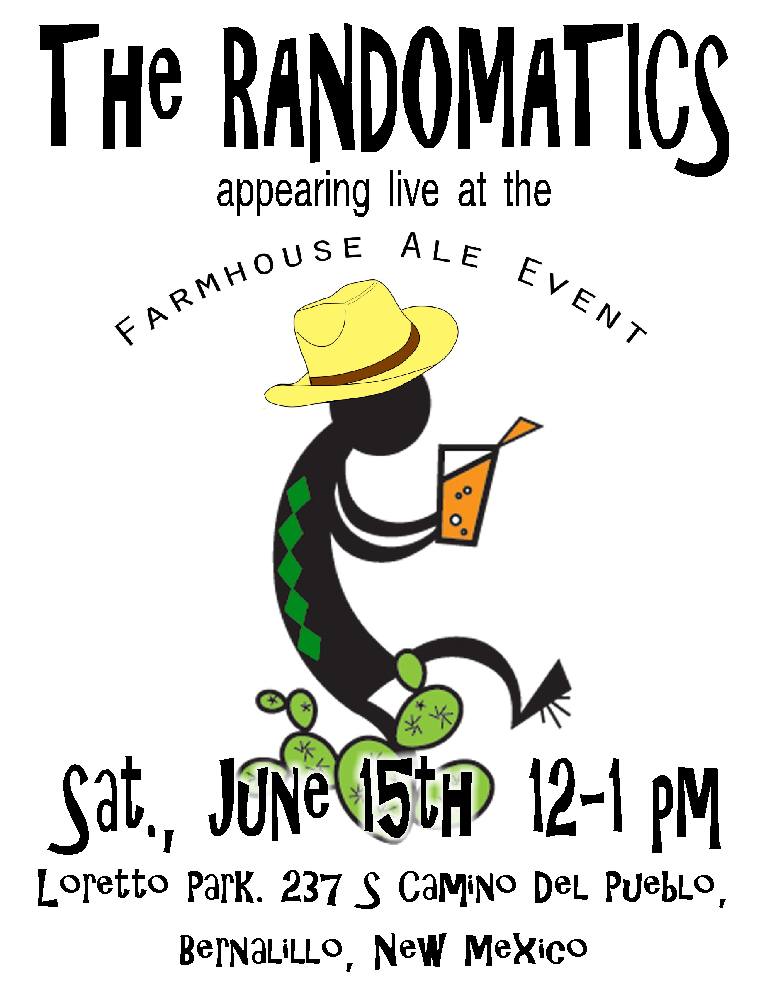 The RANDOMATICS
appearing live at the
FARMHOUSE ALE EVENT
Sat., June 15th 12-1 PM
Loretto Park. 237 S Camino Del Pueblo,
Bernalillo, New Mexico